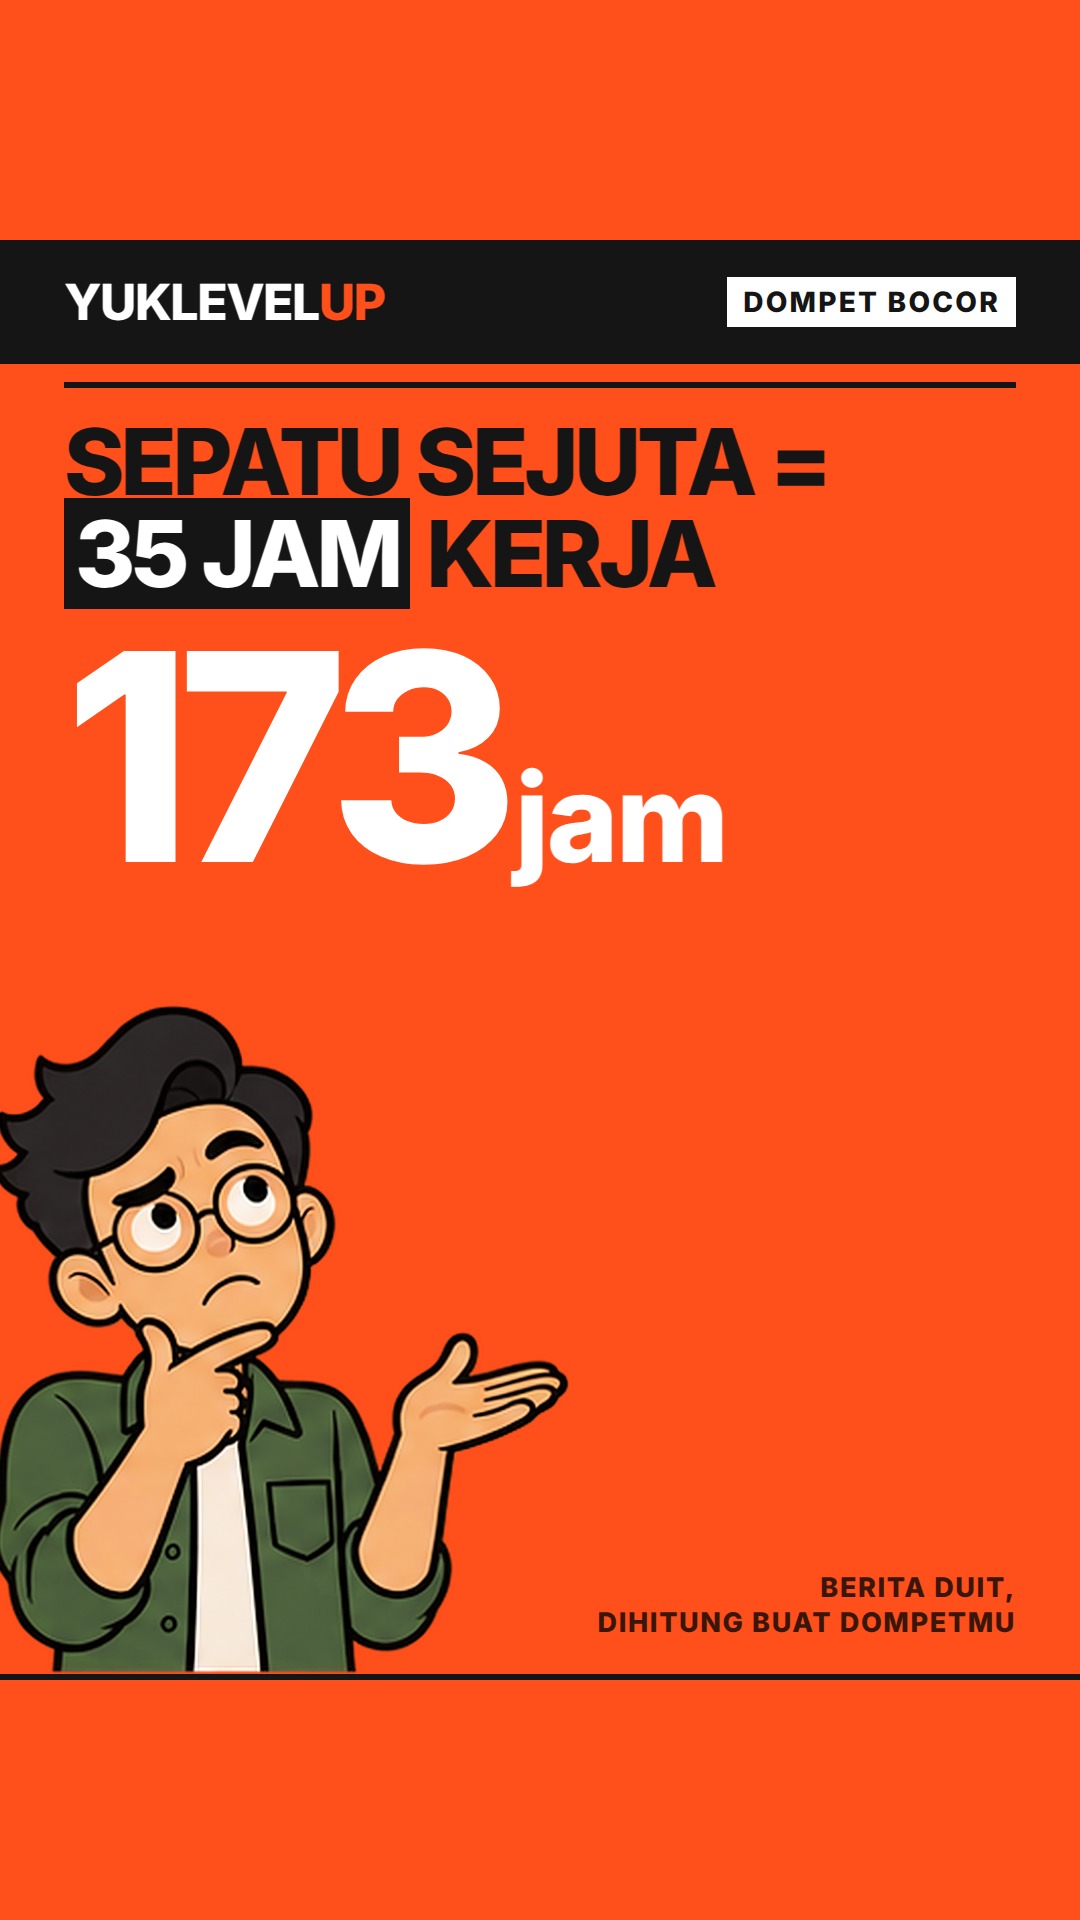 YUKLEVELUP
DOMPET BOCOR
SEPATU SEJUTA =
35 JAM KERJA
173jam
BERITA DUIT,
DIHITUNG BUAT DOMPETMU